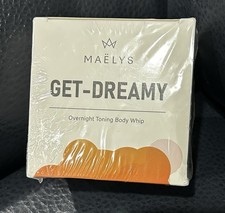 MAËLYS
GET-DREAMY
Overnight Toning Body Whip